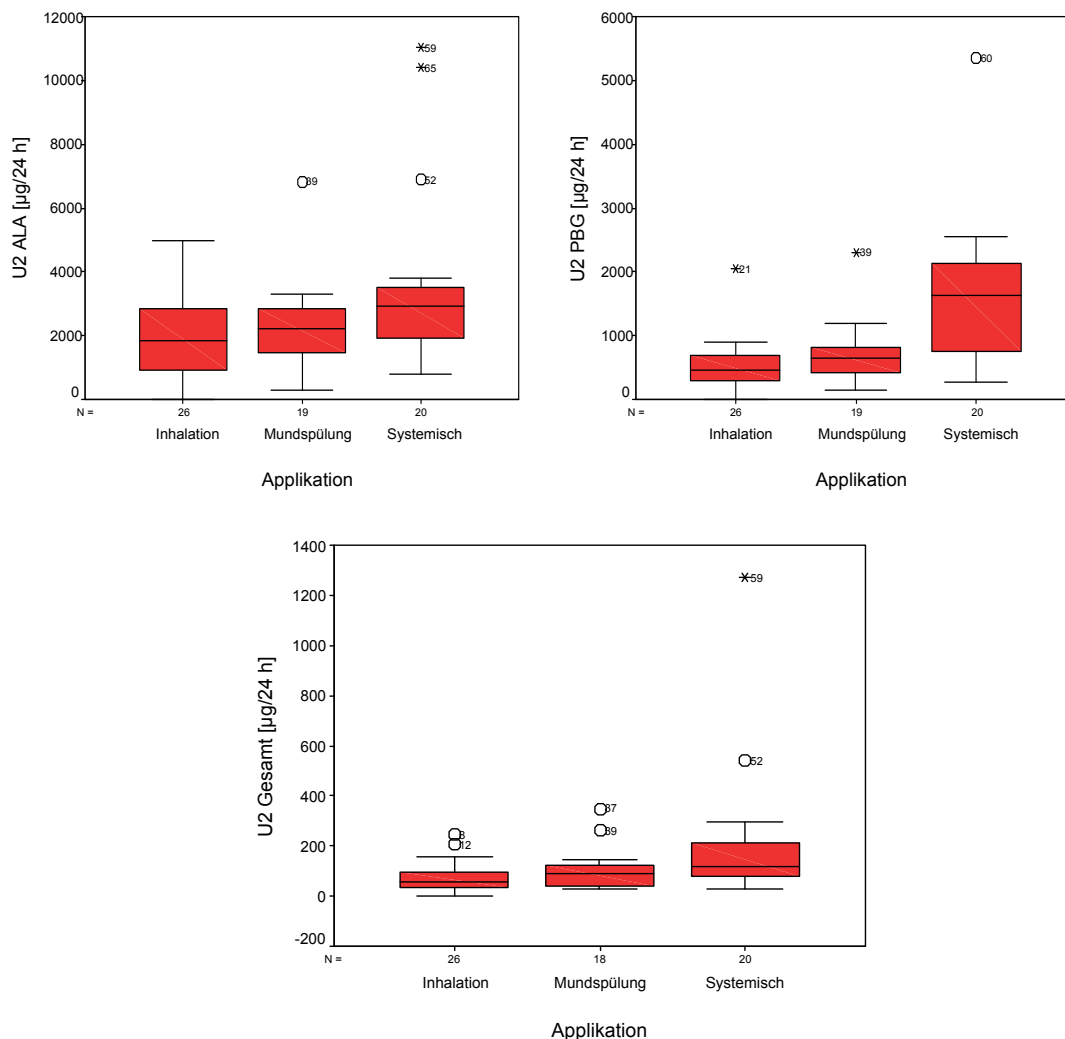 12000
10000
8000
6000
4000
2000
0
U2 ALA [µg/24 h]
59
65
39
52
N =
26
19
20
Inhalation
Mundspülung
Systemisch
Applikation
6000
5000
3000
2000
1000
0
U2 PBG [µg/24 h]
60
21
39
N =
26
19
20
Inhalation
Mundspülung
Systemisch
Applikation
1400
1200
1000
800
600
400
200
0
-200
U2 Gesamt [µg/24 h]
59
52
37
39
8
12
N =
26
18
20
Inhalation
Mundspülung
Systemisch
Applikation